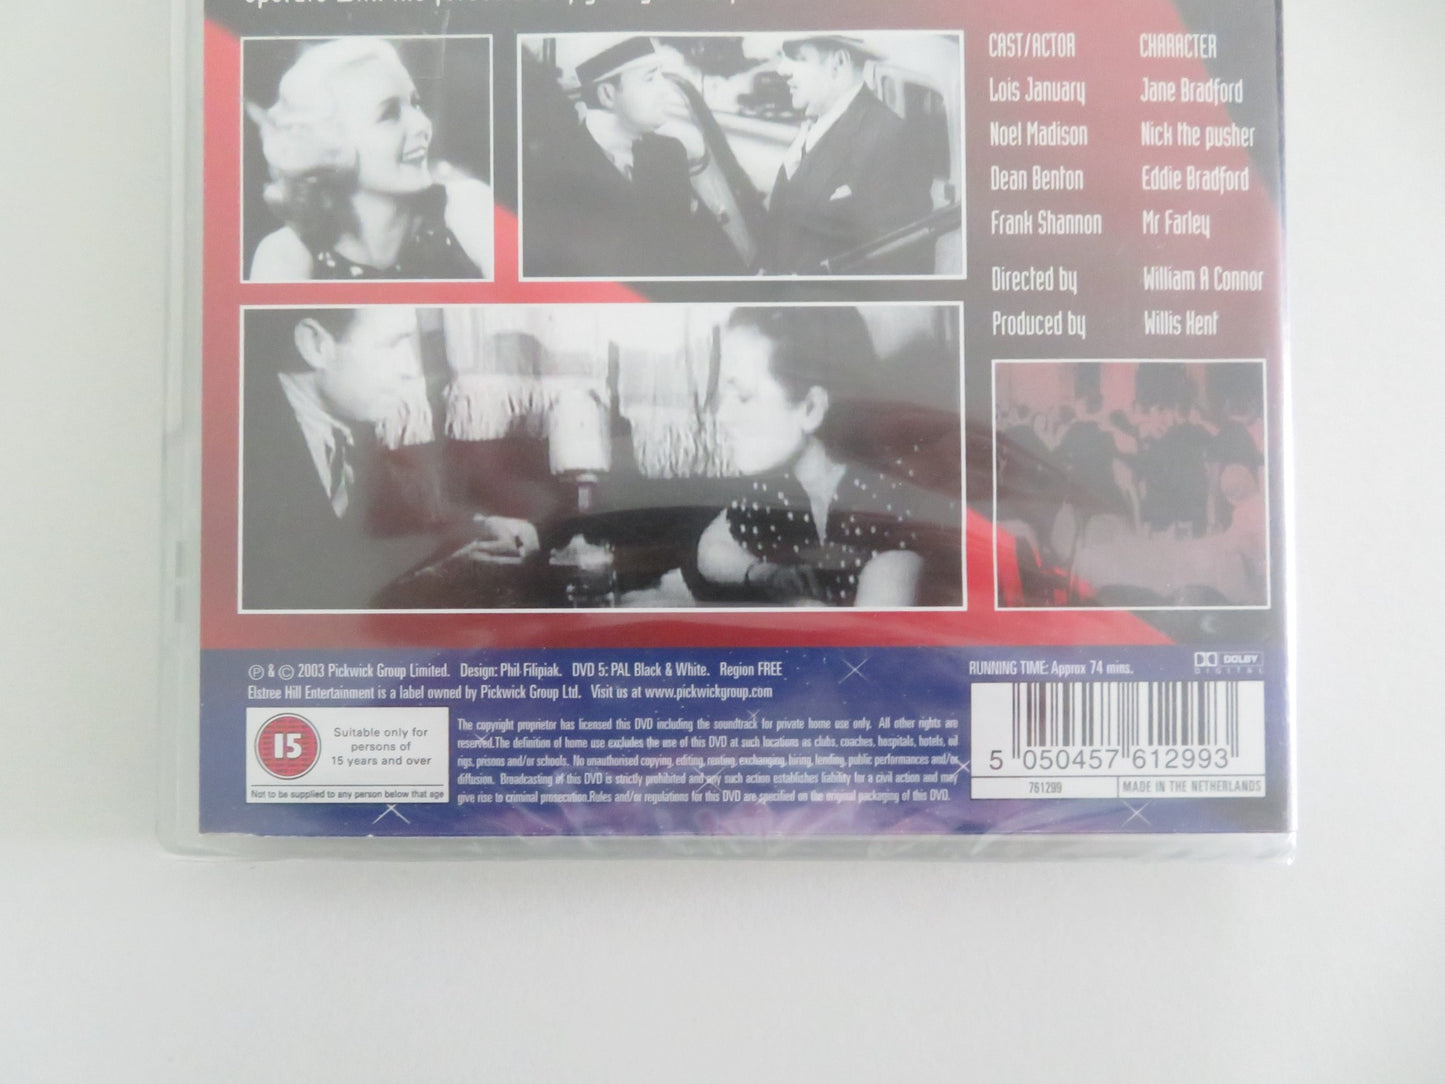 CAST/ACTOR CHARACTER
Lois January Jane Bradford
Noel Madison Nick the pusher
Dean Benton Eddie Bradford
Frank Shannon Mr Farley
Directed by William A Connor
Produced by Willis Kent
℗ & © 2003 Pickwick Group Limited. Design: Phil Filipiak. DVD 5: PAL Black & White. Region FREE
Elstree Hill Entertainment is a label owned by Pickwick Group Ltd. Visit us at www.pickwickgroup.com
RUNNING TIME: Approx 74 mins.
DOLBY
DIGITAL
15
Suitable only for
persons of
15 years and over
Not to be supplied to any person below that age
The copyright proprietor has licensed this DVD including the soundtrack for private home use only. All other rights are
reserved.The definition of home use excludes the use of this DVD at such locations as clubs, coaches, hospitals, hotels, oil
rigs, prisons and/or schools. No unauthorised copying, editing, renting, exchanging, hiring, lending, public performances and/or
diffusion. Broadcasting of this DVD is strictly prohibited and any such action establishes liability for a civil action and may
give rise to criminal prosecution.Rules and/or regulations for this DVD are specified on the original packaging of this DVD.
5 050457 612993
761299 MADE IN THE NETHERLANDS